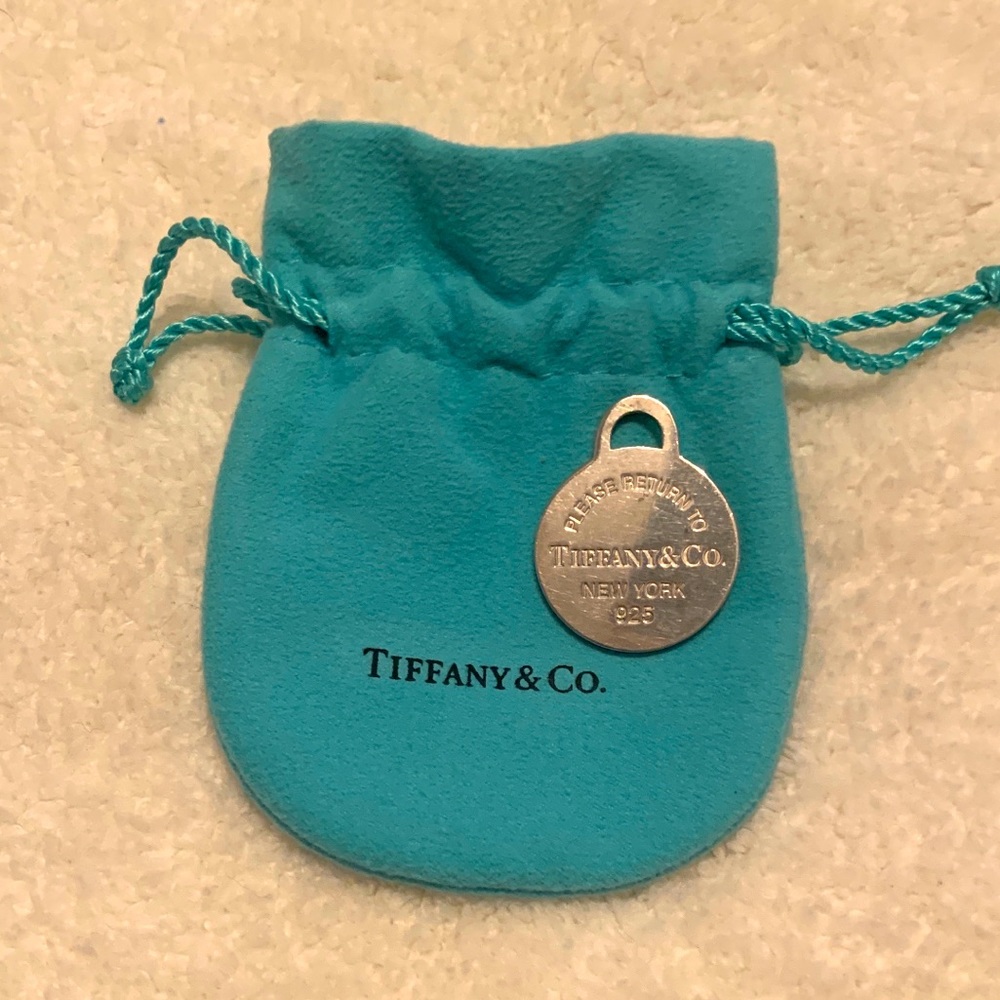 PLEASE RETURN TO
TIFFANY&CO.
NEW YORK
925
TIFFANY & CO.